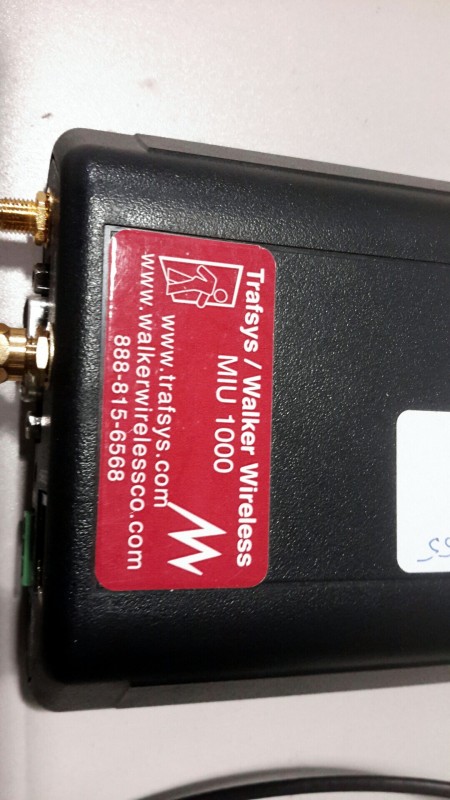 Trafsys / Walker Wireless
MIU 1000
www.trafsys.com
www.walkerwirelessco.com
888-815-6568